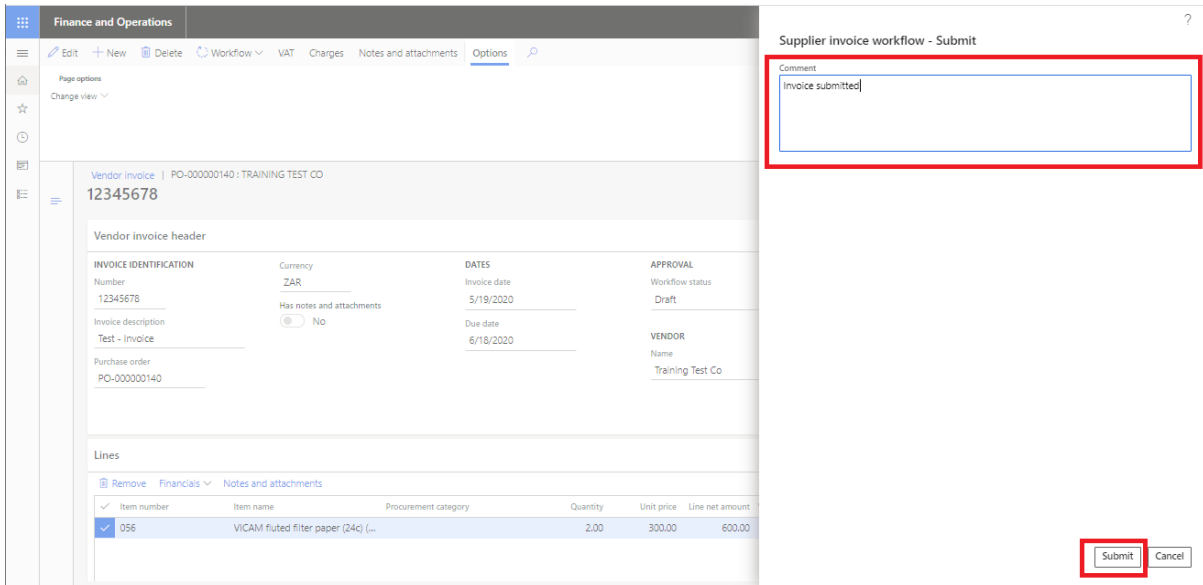 Finance and Operations
?
Supplier invoice workflow - Submit
Edit New Delete Workflow VAT Charges Notes and attachments Options
Comment
Invoice submitted
Page options
Change view
Vendor invoice | PO-000000140 : TRAINING TEST CO
12345678
Vendor invoice header
INVOICE IDENTIFICATION Currency DATES APPROVAL
Number ZAR Invoice date Workflow status
12345678 5/19/2020 Draft
Has notes and attachments
Invoice description No Due date
Test - Invoice 6/18/2020 VENDOR
Purchase order Name
PO-000000140 Training Test Co
Lines
Remove Financials Notes and attachments
Item number Item name Procurement category Quantity Unit price Line net amount
056 VICAM fluted filter paper (24c) (... 2.00 300.00 600.00
Submit Cancel